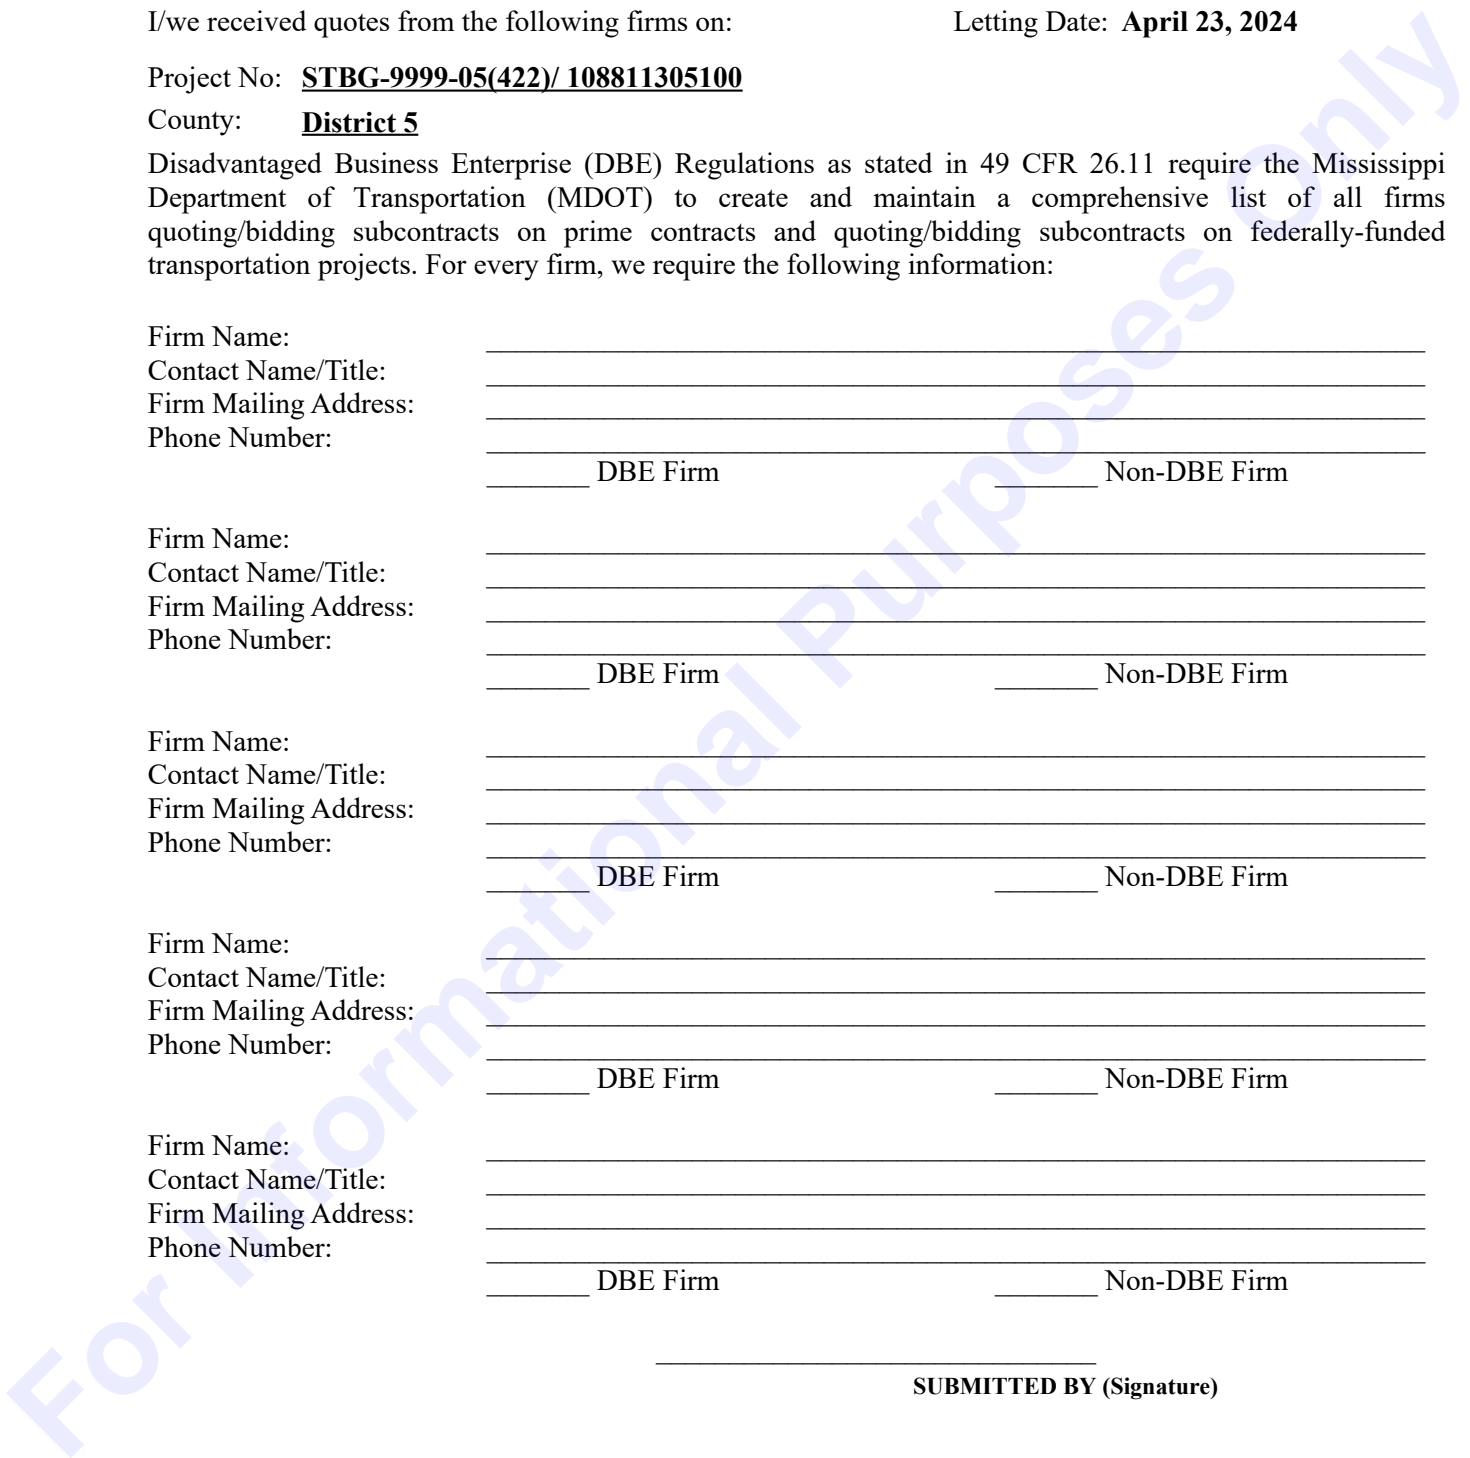 I/we received quotes from the following firms on: Letting Date: April 23, 2024
Project No: STBG-9999-05(422)/ 108811305100
County: District 5
Disadvantaged Business Enterprise (DBE) Regulations as stated in 49 CFR 26.11 require the Mississippi
Department of Transportation (MDOT) to create and maintain a comprehensive list of all firms
quoting/bidding subcontracts on prime contracts and quoting/bidding subcontracts on federally-funded
transportation projects. For every firm, we require the following information:
Firm Name:
Contact Name/Title:
Firm Mailing Address:
Phone Number:
DBE Firm Non-DBE Firm
Firm Name:
Contact Name/Title:
Firm Mailing Address:
Phone Number:
DBE Firm Non-DBE Firm
Firm Name:
Contact Name/Title:
Firm Mailing Address:
Phone Number:
DBE Firm Non-DBE Firm
Firm Name:
Contact Name/Title:
Firm Mailing Address:
Phone Number:
DBE Firm Non-DBE Firm
Firm Name:
Contact Name/Title:
Firm Mailing Address:
Phone Number:
DBE Firm Non-DBE Firm
SUBMITTED BY (Signature)
For Informational Purposes Only